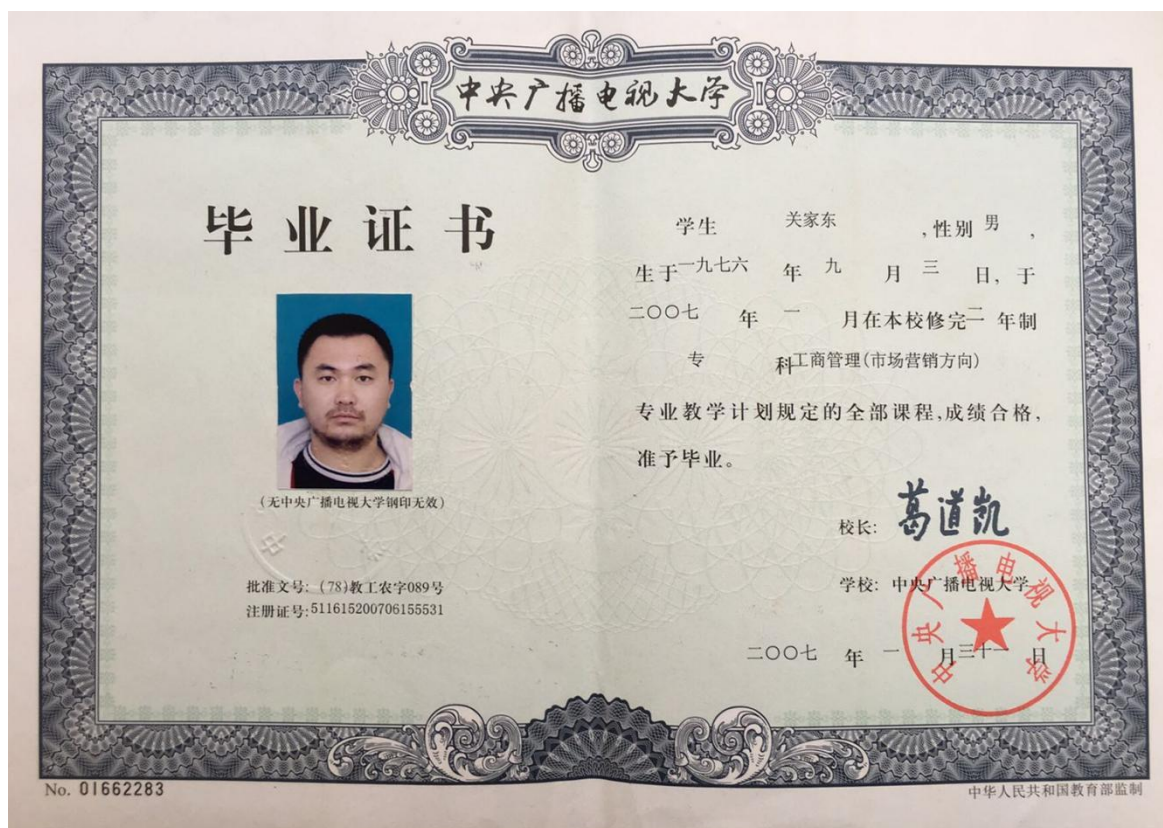 中央广播电视大学
毕业证书
(无中央广播电视大学钢印无效)
批准文号:(78)教工农字089号
注册证号:511615200706155531
学生 关家东 ,性别 男 ,
生于一九七六 年 九 月 三 日,于
二〇〇七 年 一 月在本校修完二 年制
专 科工商管理(市场营销方向)
专业教学计划规定的全部课程,成绩合格,
准予毕业。
校长: 葛道凯
学校: 中央广播电视大学
中央广播电视大学
二〇〇七 年 一 月三十一 日
No. 01662283
中华人民共和国教育部监制